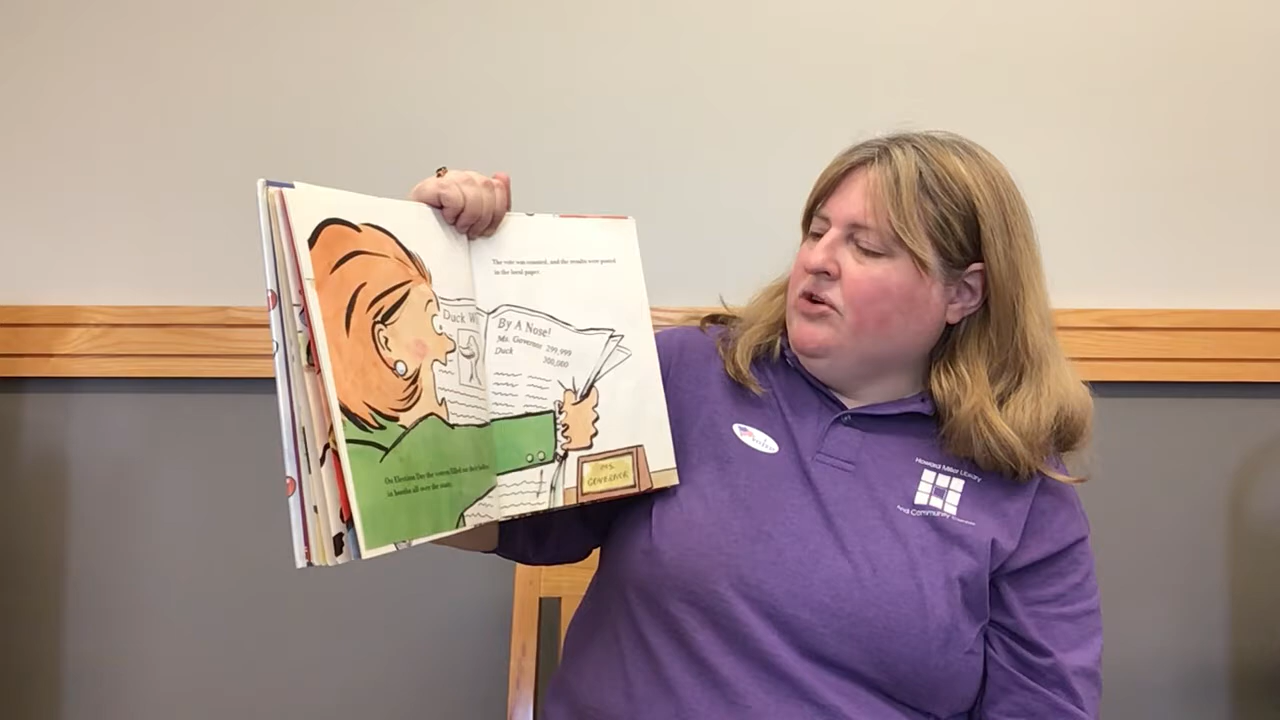 The vote was counted, and the results were posted
in the local paper.
Duck Wi
By A Nose!
Ms. Governor 299,999
Duck 300,000
On Election Day the voters filled out their ballots
in booths all over the state.
MS.
GOVERNOR
Howard Miller Library
And Community Center